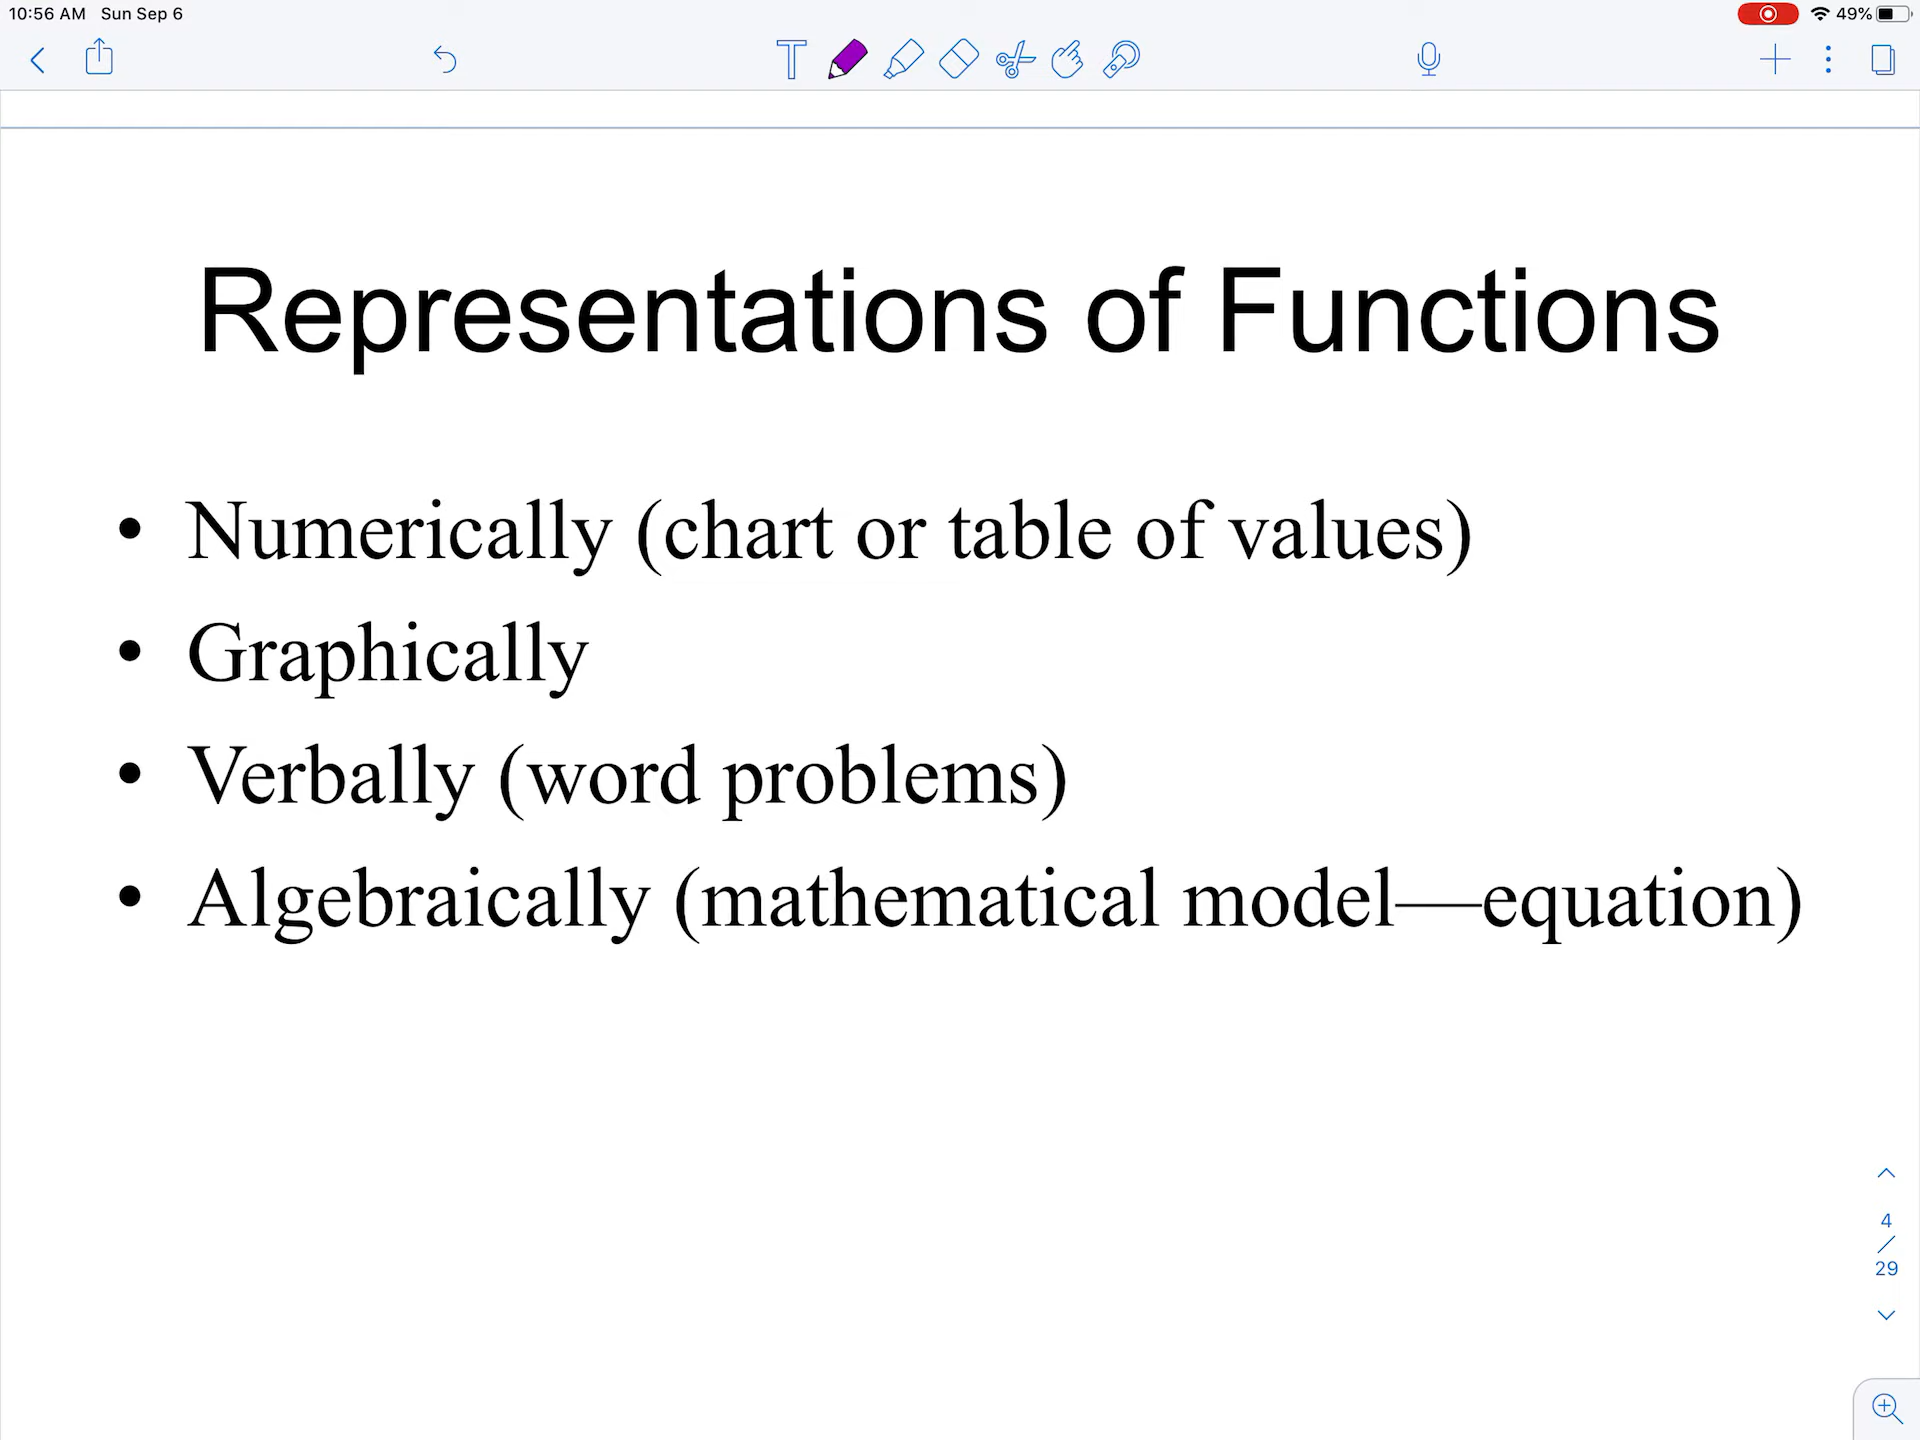 10:56 AM Sun Sep 6
49%
T
Representations of Functions
• Numerically (chart or table of values)
• Graphically
• Verbally (word problems)
• Algebraically (mathematical model—equation)
4
/
29